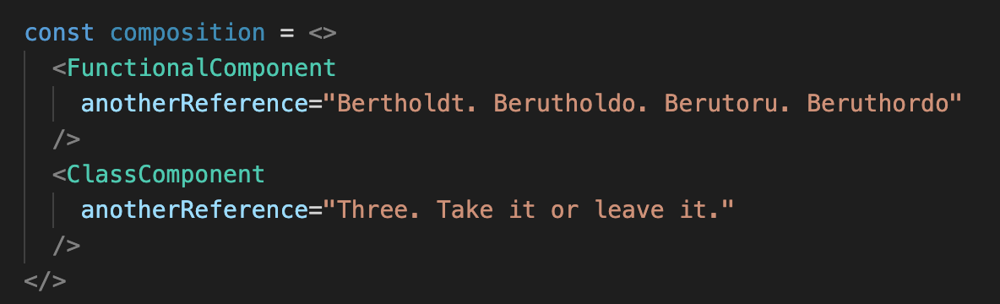 const composition = <>
<FunctionalComponent
anotherReference="Bertholdt. Berutholdo. Berutoru. Beruthordo"
/>
<ClassComponent
anotherReference="Three. Take it or leave it."
/>
</>